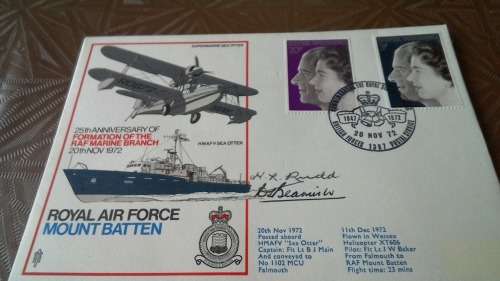 SUPERMARINE SEA OTTER
25th ANNIVERSARY OF
FORMATION OF THE
RAF MARINE BRANCH
20th NOV 1972
HMAFV SEA OTTER
ROYAL AIR FORCE
MOUNT BATTEN
20p
3p
1947
1972
20 NOV 72
H. X. Rudd
20th Nov 1972
Posted aboard
HMAFV "Sea Otter"
Captain: Flt Lt B J Main
And conveyed to
No 1102 MCU
Falmouth
11th Dec 1972
Flown in Wessex
Helicopter XT606
Pilot: Flt Lt J W Baker
From Falmouth to
RAF Mount Batten
Flight time: 23 mins